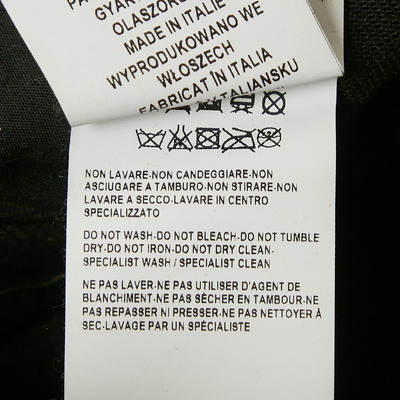 GYÁR
OLASZOR
MADE IN ITALIE
WYPRODUKOWANO WE
WŁOSZECH
FABRICAT ÎN ITALIA
ITALIANSKU
NON LAVARE-NON CANDEGGIARE-NON
ASCIUGARE A TAMBURO-NON STIRARE-NON
LAVARE A SECCO-LAVARE IN CENTRO
SPECIALIZZATO
DO NOT WASH-DO NOT BLEACH-DO NOT TUMBLE
DRY-DO NOT IRON-DO NOT DRY CLEAN-
SPECIALIST WASH / SPECIALIST CLEAN
NE PAS LAVER-NE PAS UTILISER D'AGENT DE
BLANCHIMENT-NE PAS SÉCHER EN TAMBOUR-NE
PAS REPASSER NI PRESSER-NE PAS NETTOYER À
SEC-LAVAGE PAR UN SPÉCIALISTE